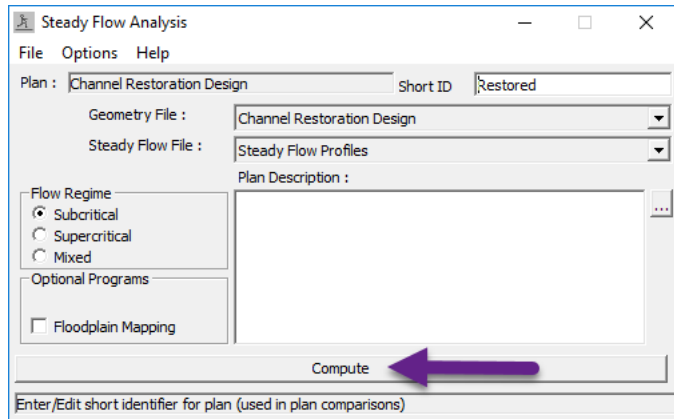 Steady Flow Analysis
File Options Help
Plan : Channel Restoration Design Short ID Restored
Geometry File : Channel Restoration Design
Steady Flow File : Steady Flow Profiles
Plan Description :
...
Flow Regime
Subcritical
Supercritical
Mixed
Optional Programs
Floodplain Mapping
Compute
Enter/Edit short identifier for plan (used in plan comparisons)